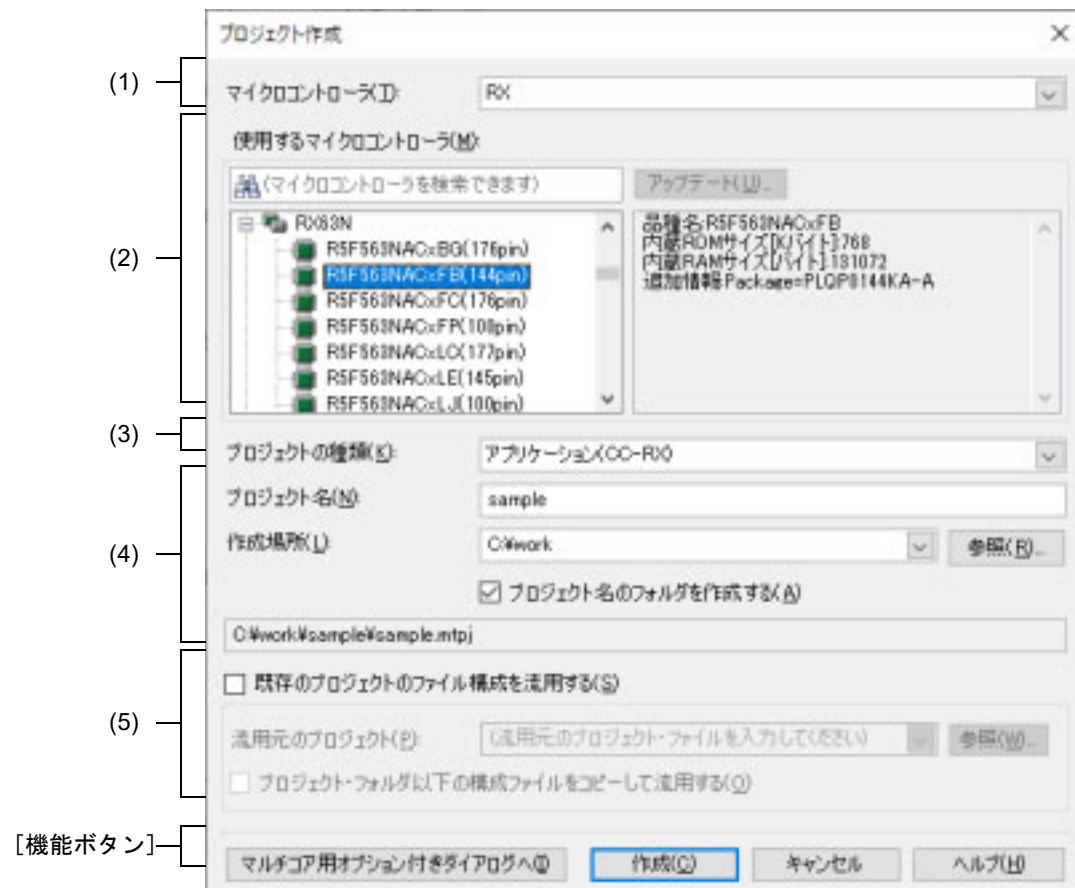 プロジェクト作成
(1)
マイクロコントローラ(T):
RX
(2)
使用するマイクロコントローラ(M):
(マイクロコントローラを検索できます)
アップデート(U)...
RX63N
R5F563NACxBG(176pin)
R5F563NACxFB(144pin)
R5F563NACxFC(176pin)
R5F563NACxFP(100pin)
R5F563NACxLC(177pin)
R5F563NACxLE(145pin)
R5F563NACxLJ(100pin)
品種名:R5F563NACxFB
内蔵ROMサイズ[Kバイト]:768
内蔵RAMサイズ[バイト]:131072
追加情報:Package=PLQP0144KA-A
(3)
プロジェクトの種類(K):
アプリケーション(CC-RX)
(4)
プロジェクト名(N):
sample
作成場所(L):
C:¥work
参照(R)...
プロジェクト名のフォルダを作成する(A)
C:¥work¥sample¥sample.mtpj
(5)
既存のプロジェクトのファイル構成を流用する(S)
流用元のプロジェクト(P):
(流用元のプロジェクト・ファイルを入力してください)
参照(W)...
プロジェクト・フォルダ以下の構成ファイルをコピーして流用する(O)
[機能ボタン]
マルチコア用オプション付きダイアログへ(I)
作成(C)
キャンセル
ヘルプ(H)